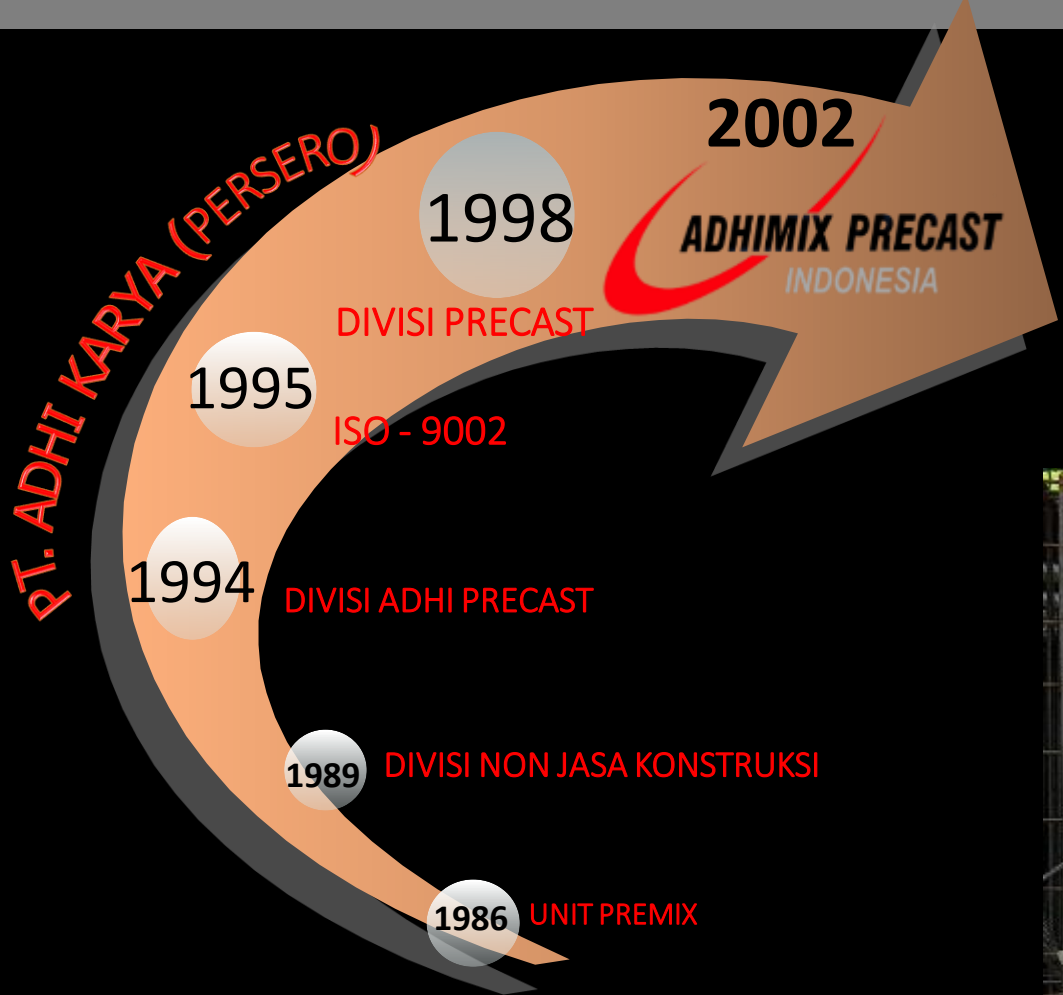 PT. ADHI KARYA (PERSERO)
2002
ADHIMIX PRECAST
INDONESIA
1998
DIVISI PRECAST
1995
ISO - 9002
1994
DIVISI ADHI PRECAST
1989
DIVISI NON JASA KONSTRUKSI
1986
UNIT PREMIX